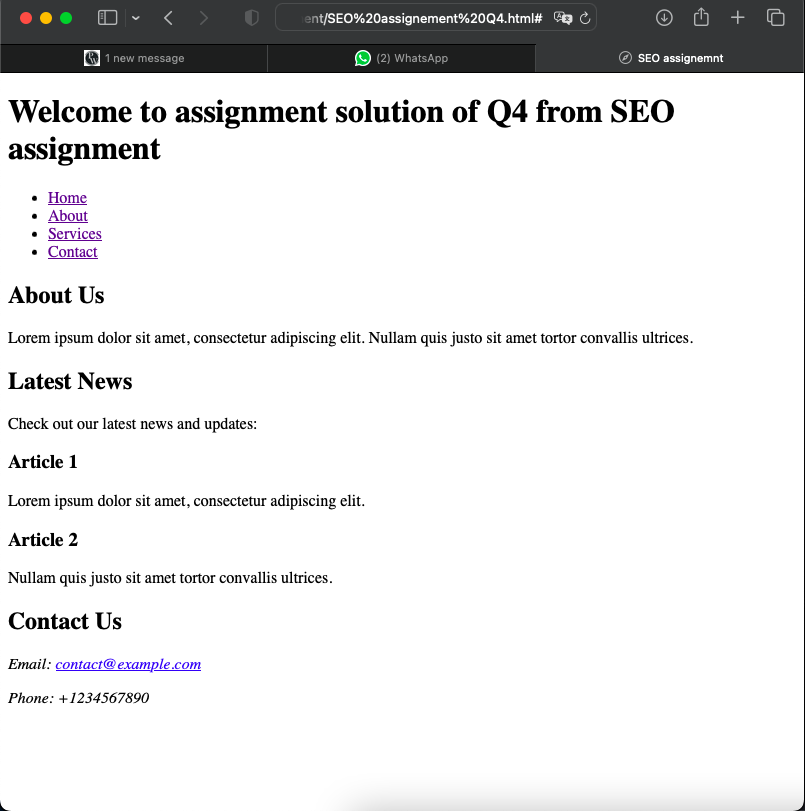 ent/SEO%20assignement%20Q4.html#
1 new message
(2) WhatsApp
SEO assignemnt
Welcome to assignment solution of Q4 from SEO
assignment
Home
About
Services
Contact
About Us
Lorem ipsum dolor sit amet, consectetur adipiscing elit. Nullam quis justo sit amet tortor convallis ultrices.
Latest News
Check out our latest news and updates:
Article 1
Lorem ipsum dolor sit amet, consectetur adipiscing elit.
Article 2
Nullam quis justo sit amet tortor convallis ultrices.
Contact Us
Email: contact@example.com
Phone: +1234567890